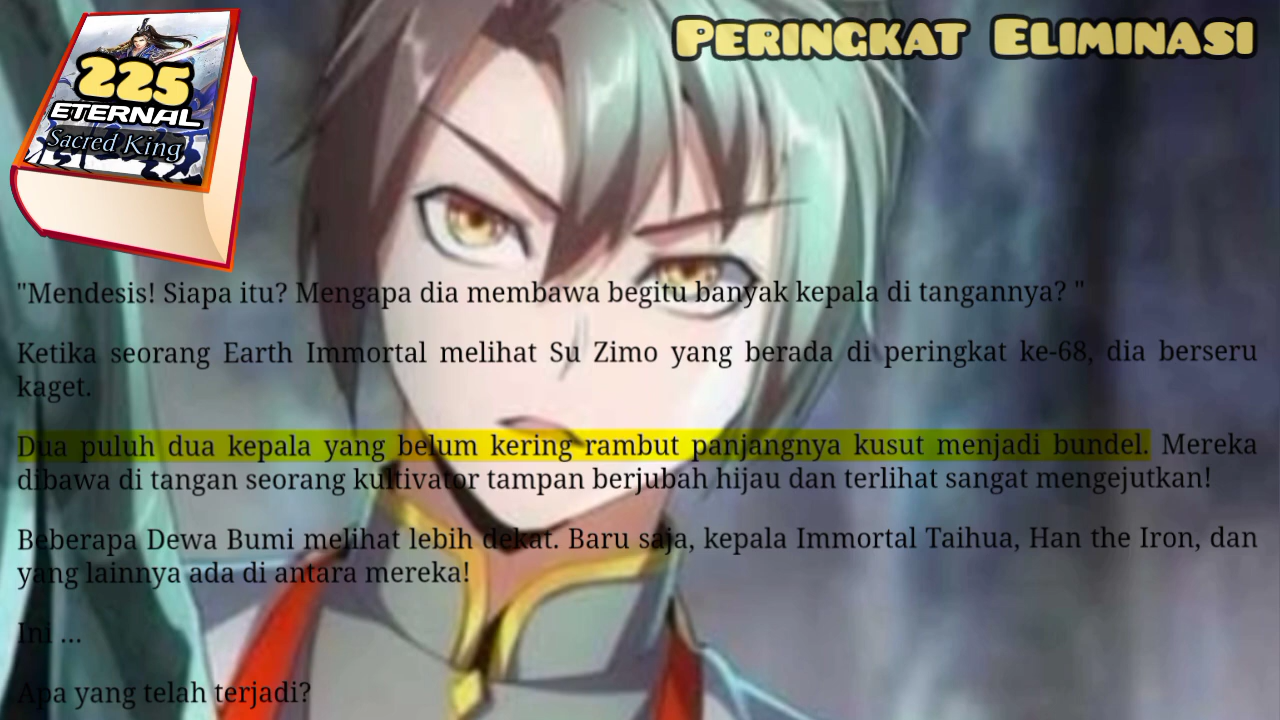 Peringkat Eliminasi
225
ETERNAL
Sacred King
"Mendesis! Siapa itu? Mengapa dia membawa begitu banyak kepala di tangannya? "
Ketika seorang Earth Immortal melihat Su Zimo yang berada di peringkat ke-68, dia berseru
kaget.
Dua puluh dua kepala yang belum kering rambut panjangnya kusut menjadi bundel. Mereka
dibawa di tangan seorang kultivator tampan berjubah hijau dan terlihat sangat mengejutkan!
Beberapa Dewa Bumi melihat lebih dekat. Baru saja, kepala Immortal Taihua, Han the Iron, dan
yang lainnya ada di antara mereka!
Ini ...
Apa yang telah terjadi?